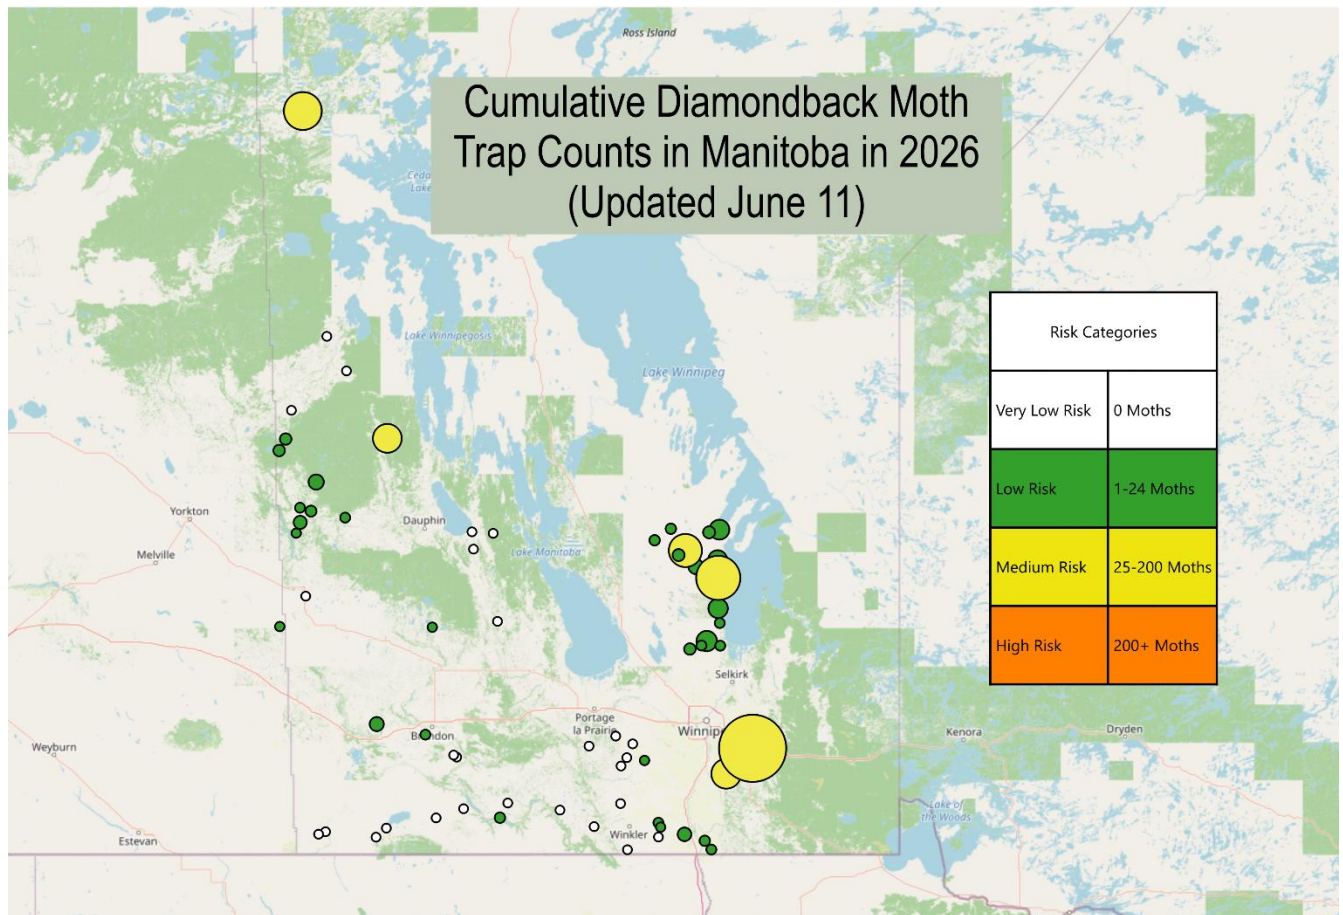 Ross Island
Cumulative Diamondback Moth
Trap Counts in Manitoba in 2026
(Updated June 11)
Lake Winnipegosis
Lake Winnipeg
Risk Categories
Very Low Risk 0 Moths
Low Risk 1-24 Moths
Medium Risk 25-200 Moths
High Risk 200+ Moths
Yorkton
Dauphin
Melville
Lake Manitoba
Selkirk
Portage
la Prairie
Winnip
Kenora
Dryden
Weyburn
Lake of
the Woods
Estevan
Winkler